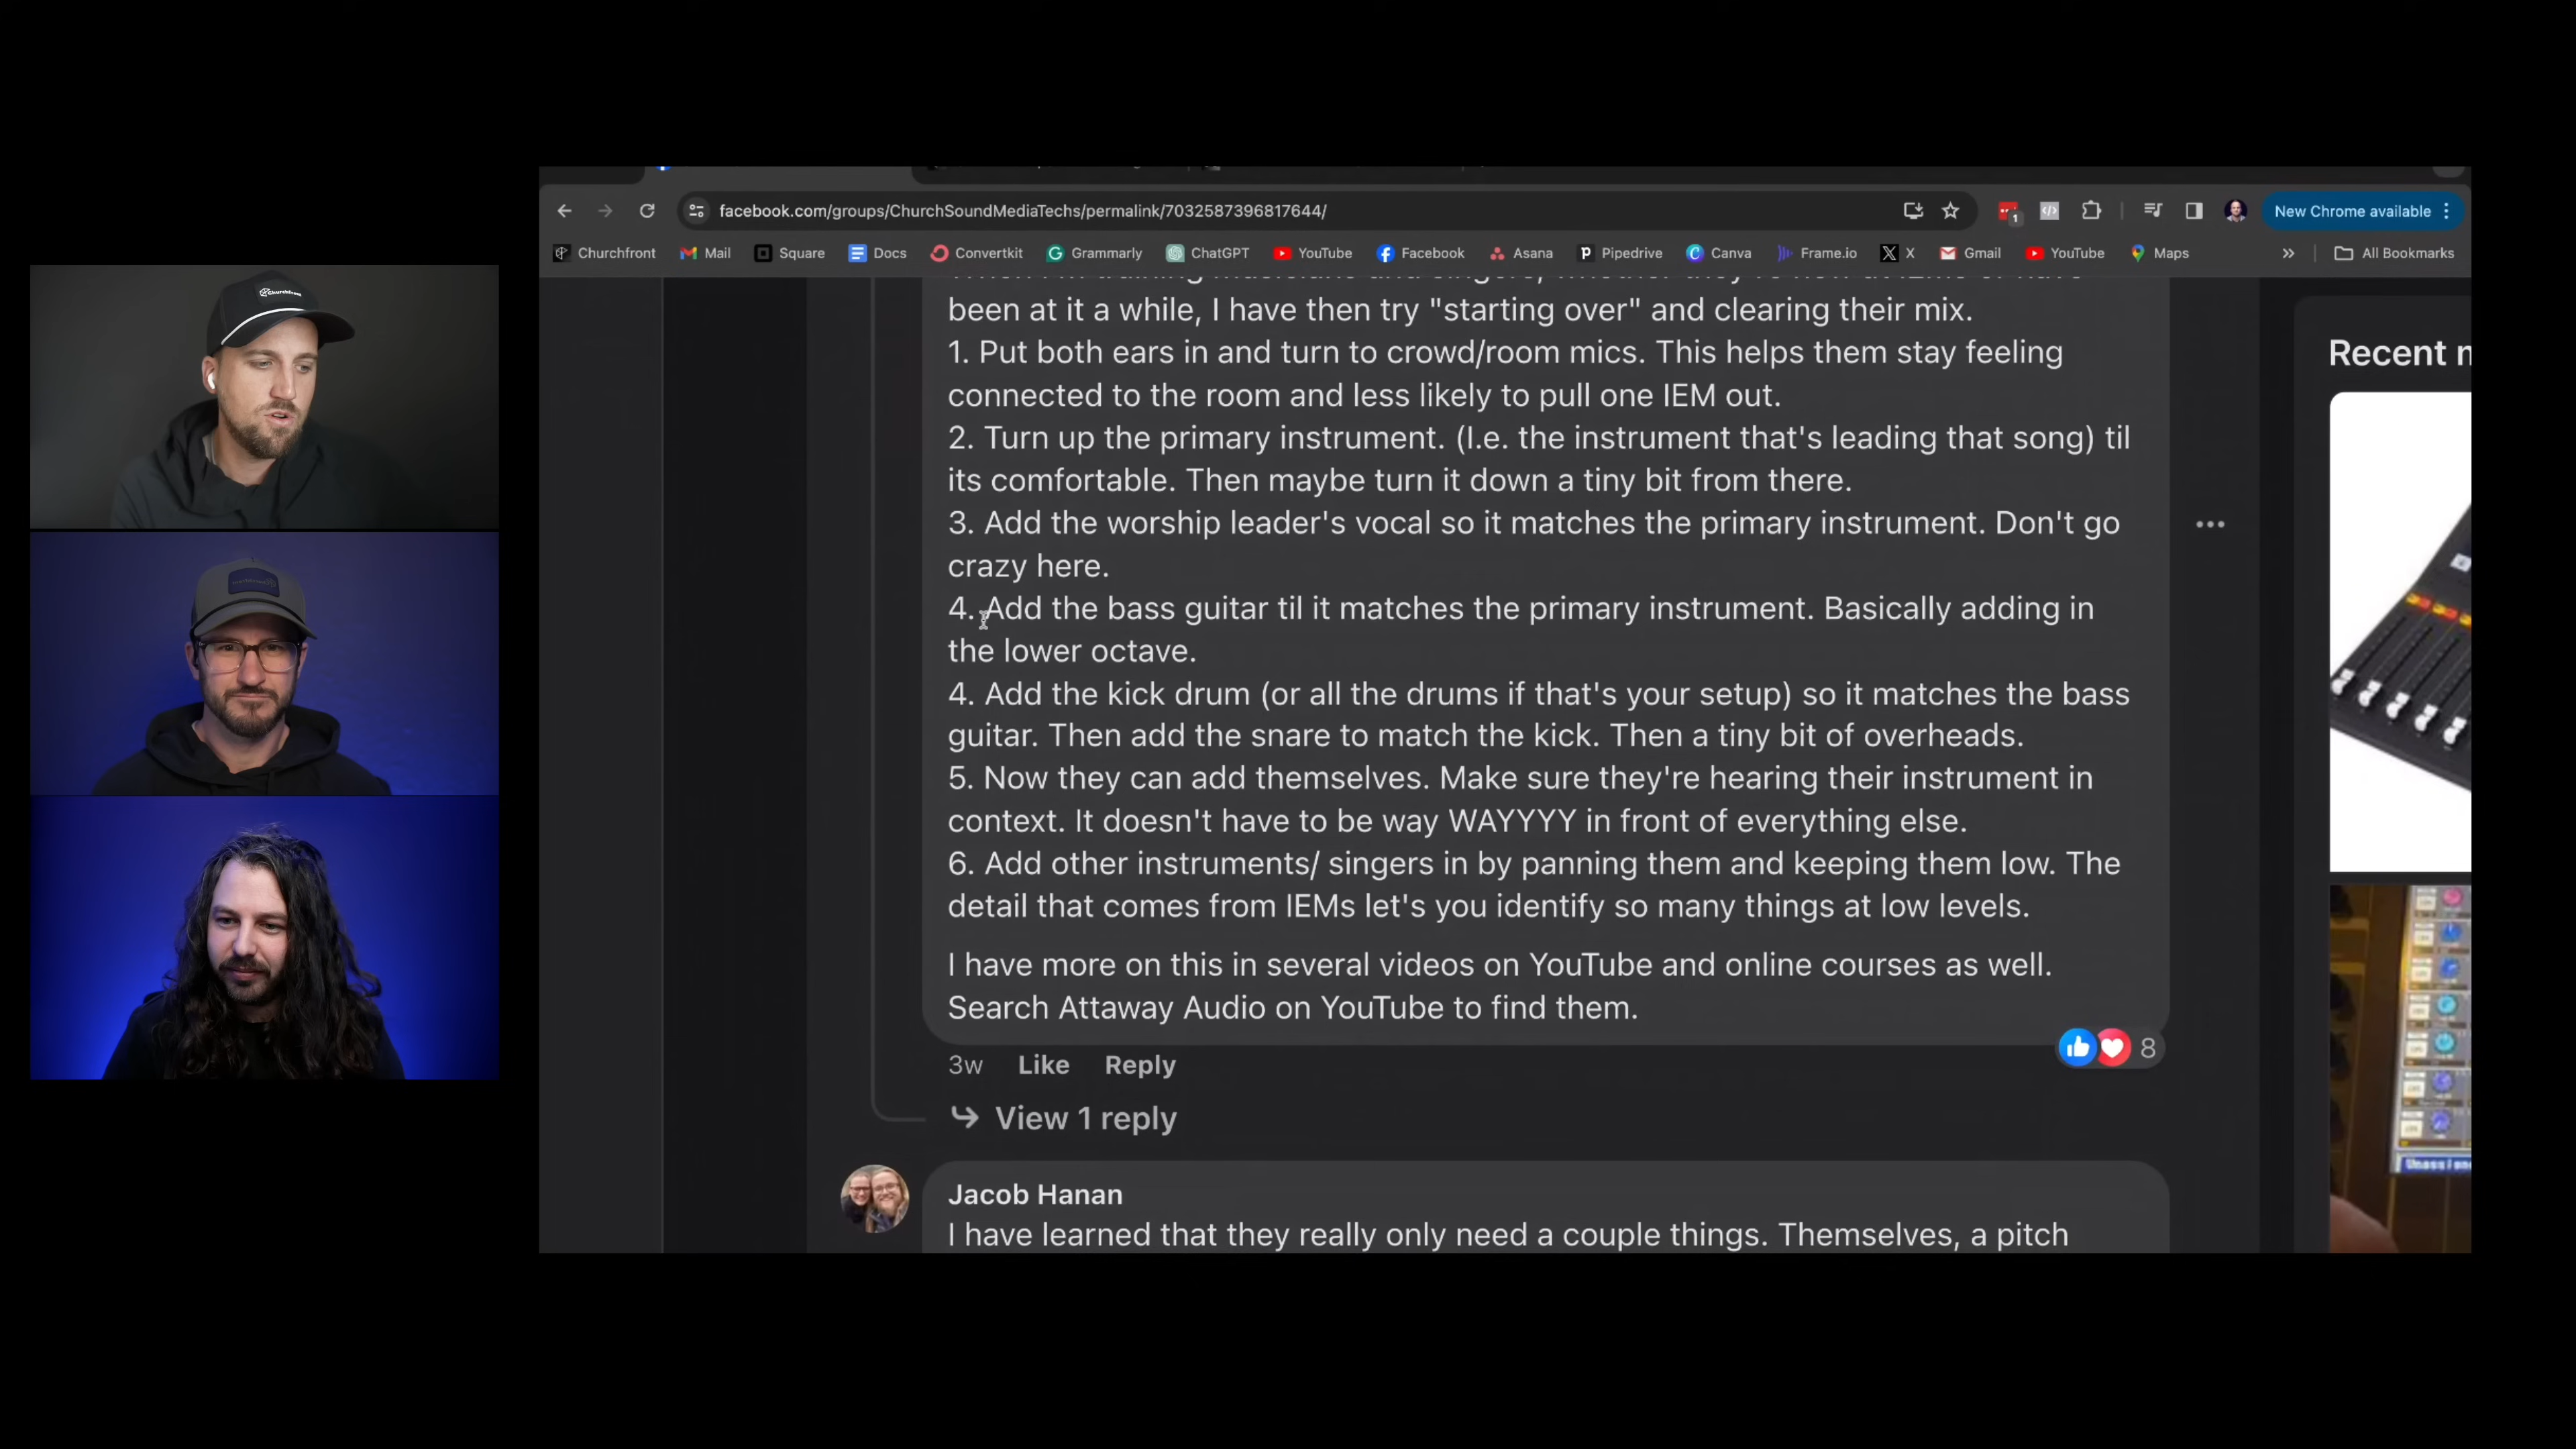 facebook.com/groups/ChurchSoundMediaTechs/permalink/7032587396817644/
1
New Chrome available
Churchfront
Mail
Square
Docs
Convertkit
Grammarly
ChatGPT
YouTube
Facebook
Asana
Pipedrive
Canva
Frame.io
X
Gmail
YouTube
Maps
All Bookmarks
Churchfront
been at it a while, I have then try "starting over" and clearing their mix.
1. Put both ears in and turn to crowd/room mics. This helps them stay feeling
connected to the room and less likely to pull one IEM out.
2. Turn up the primary instrument. (I.e. the instrument that's leading that song) til
its comfortable. Then maybe turn it down a tiny bit from there.
3. Add the worship leader's vocal so it matches the primary instrument. Don't go
crazy here.
4. Add the bass guitar til it matches the primary instrument. Basically adding in
the lower octave.
4. Add the kick drum (or all the drums if that's your setup) so it matches the bass
guitar. Then add the snare to match the kick. Then a tiny bit of overheads.
5. Now they can add themselves. Make sure they're hearing their instrument in
context. It doesn't have to be way WAYYYY in front of everything else.
6. Add other instruments/ singers in by panning them and keeping them low. The
detail that comes from IEMs let's you identify so many things at low levels.
I have more on this in several videos on YouTube and online courses as well.
Search Attaway Audio on YouTube to find them.
8
3w Like Reply
View 1 reply
Jacob Hanan
I have learned that they really only need a couple things. Themselves, a pitch
Recent